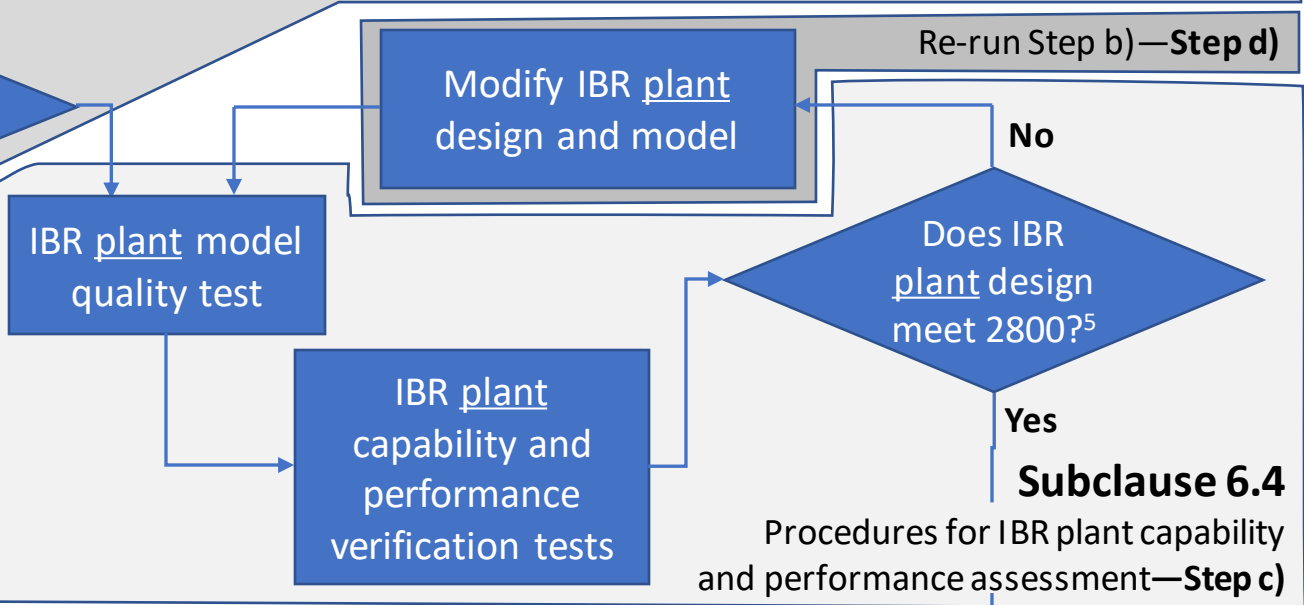 Re-run Step b)—Step d)
Modify IBR plant
design and model
No
IBR plant model
quality test
Does IBR
plant design
meet 2800?⁵
IBR plant
capability and
performance
verification tests
Yes
Subclause 6.4
Procedures for IBR plant capability
and performance assessment—Step c)